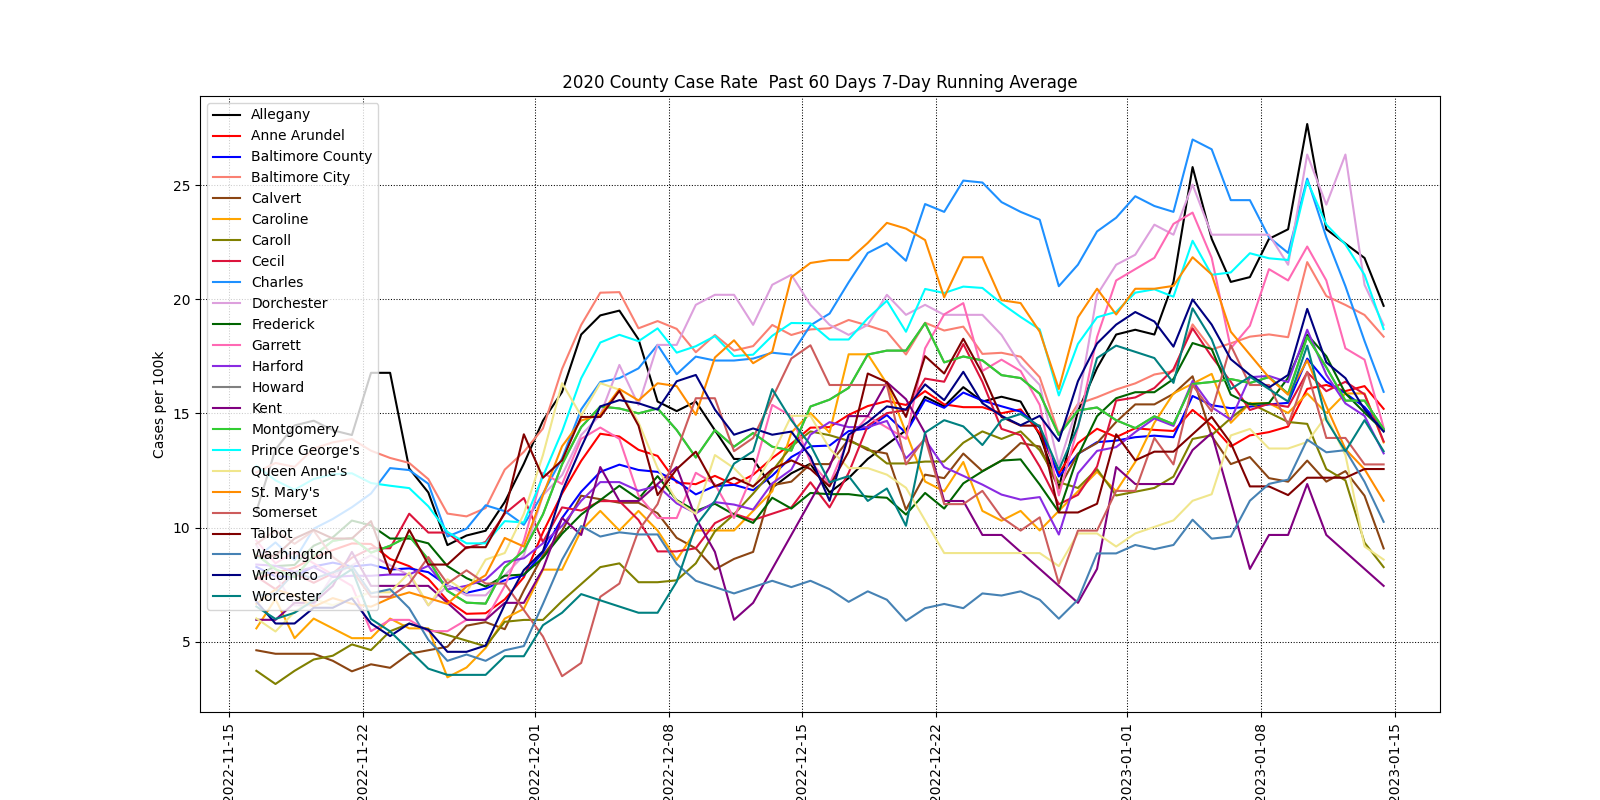 2020 County Case Rate  Past 60 Days 7-Day Running Average
Cases per 100k
25
20
15
10
5
Allegany
Anne Arundel
Baltimore County
Baltimore City
Calvert
Caroline
Caroll
Cecil
Charles
Dorchester
Frederick
Garrett
Harford
Howard
Kent
Montgomery
Prince George's
Queen Anne's
St. Mary's
Somerset
Talbot
Washington
Wicomico
Worcester
2022-11-15
2022-11-22
2022-12-01
2022-12-08
2022-12-15
2022-12-22
2023-01-01
2023-01-08
2023-01-15